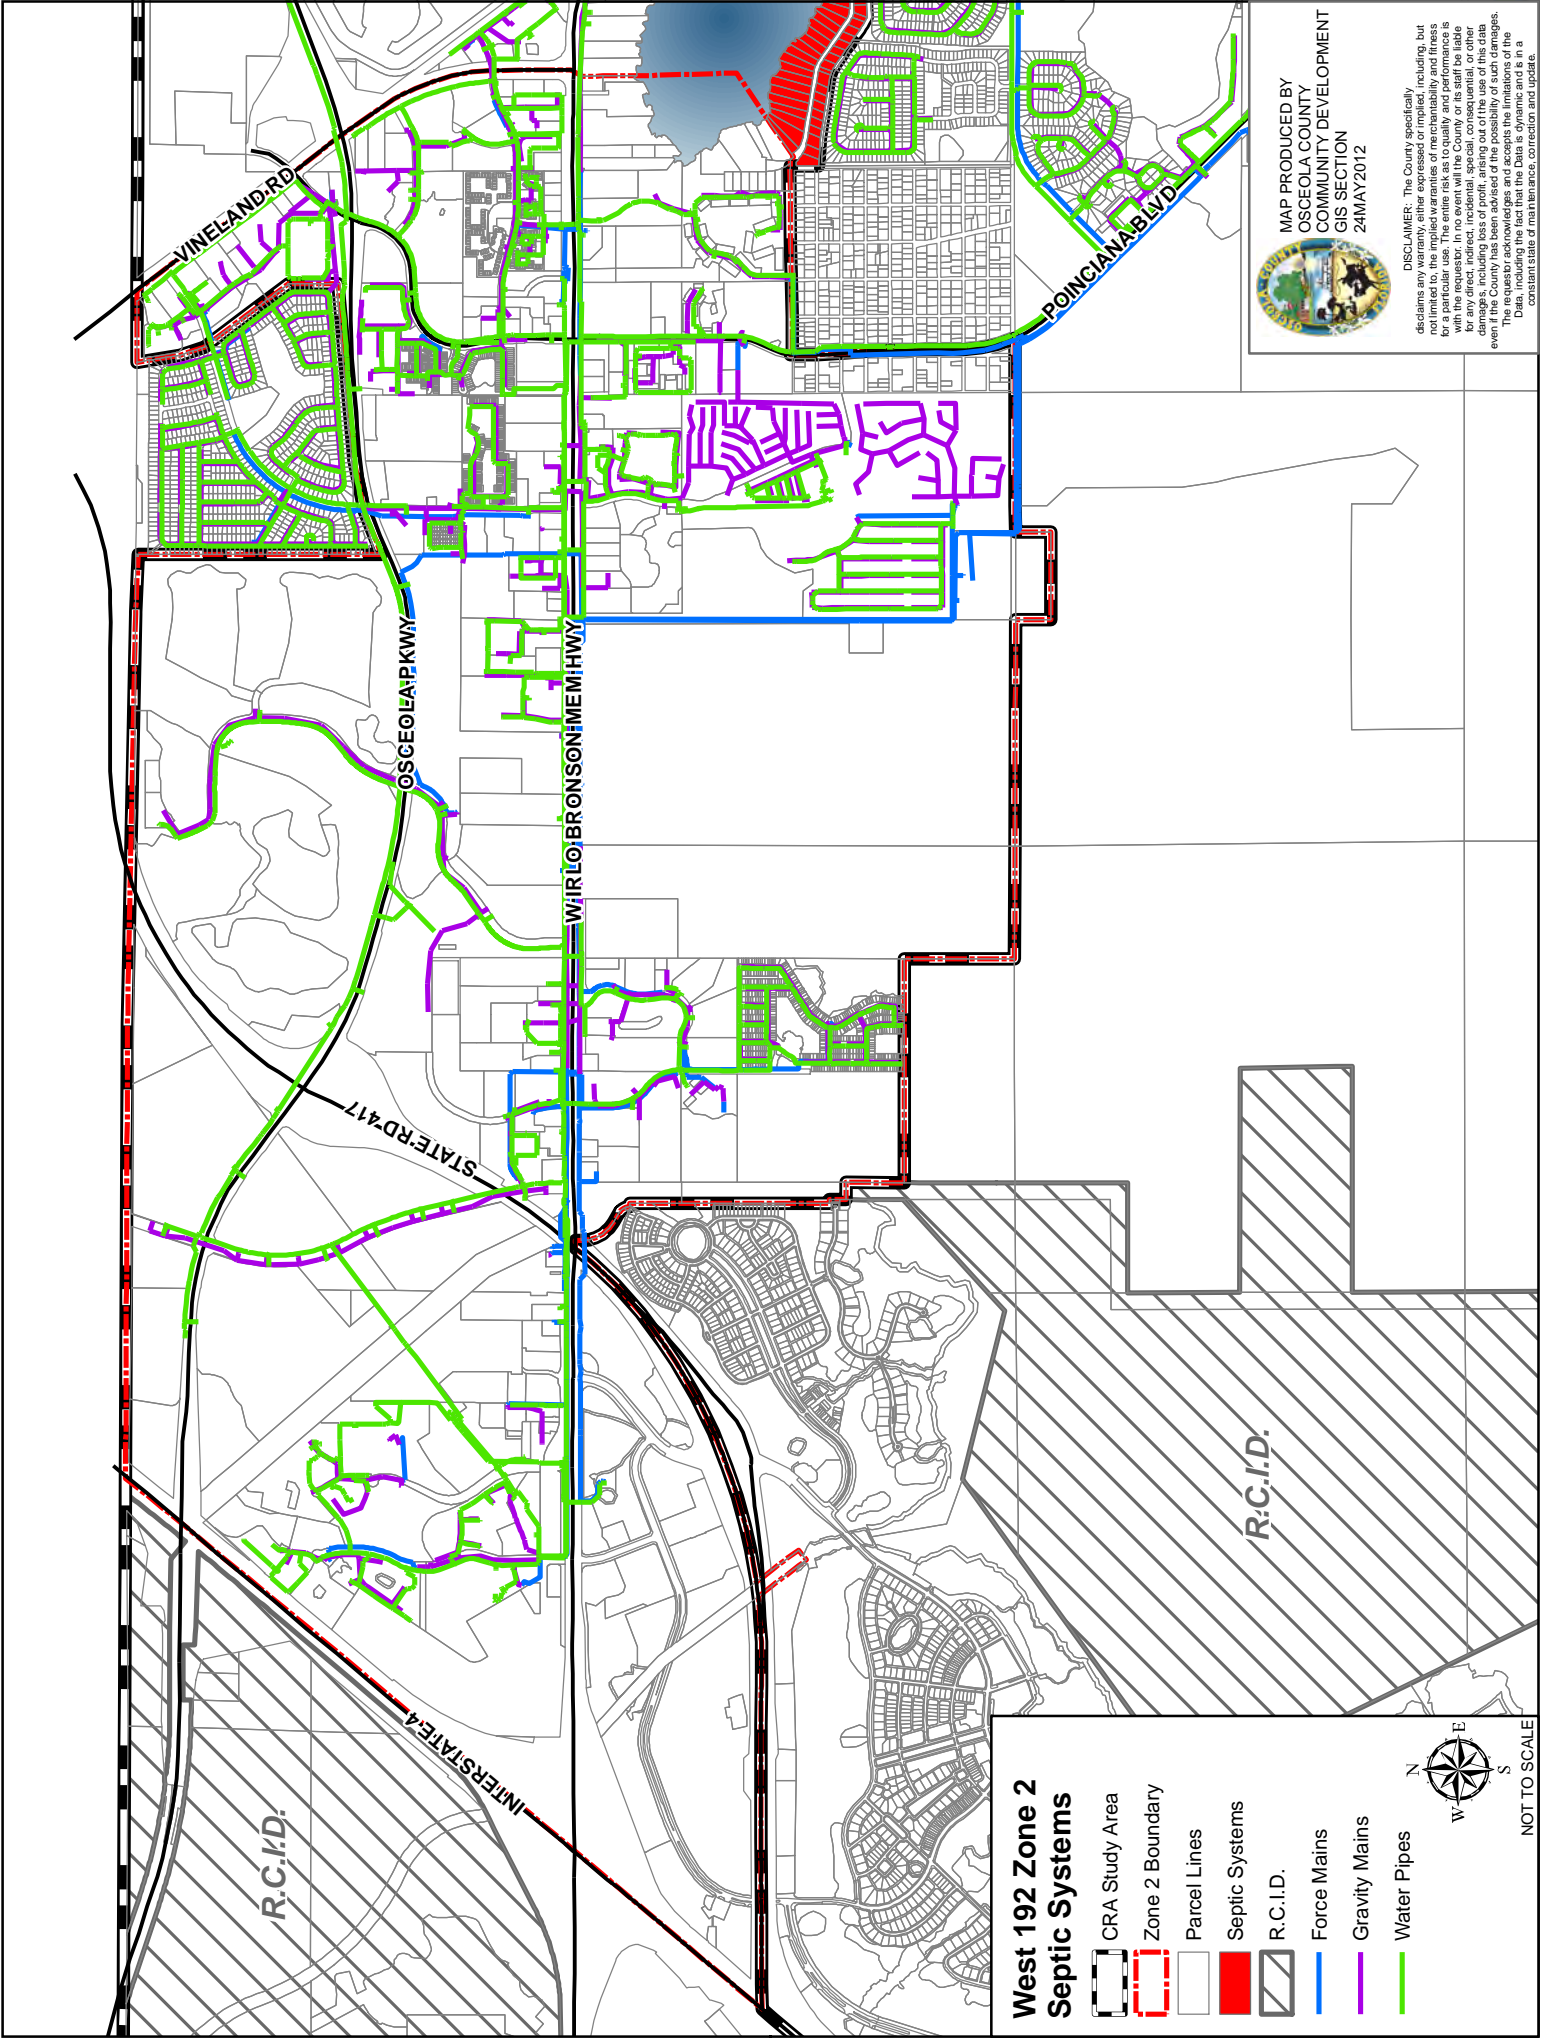 VINELAND RD
OSCEOLA PKWY
W IRLO BRONSON MEM HWY
POINCIANA BLVD
STATE RD 417
INTERSTATE 4
R.C.I.D.
R.C.I.D.
West 192 Zone 2
Septic Systems
CRA Study Area
Zone 2 Boundary
Parcel Lines
Septic Systems
R.C.I.D.
Force Mains
Gravity Mains
Water Pipes
N
W
E
S
NOT TO SCALE
MAP PRODUCED BY
OSCEOLA COUNTY
COMMUNITY DEVELOPMENT
GIS SECTION
24MAY2012
DISCLAIMER: The County specifically
disclaims any warranty, either expressed or implied, including, but
not limited to, the implied warranties of merchantability and fitness
for a particular use. The entire risk as to quality and performance is
with the requestor. In no event will the County or its staff be liable
for any direct, indirect, incidental, special, consequential, or other
damages, including loss of profit, arising out of the use of this data
even if the County has been advised of the possibility of such damages.
The requestor acknowledges and accepts the limitations of the
Data, including the fact that the Data is dynamic and is in a
constant state of maintenance, correction and update.